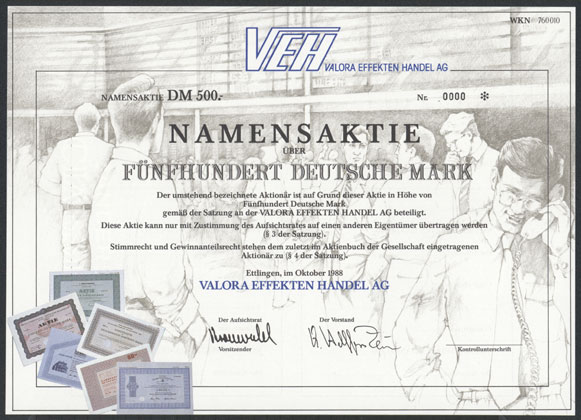 WKN 760010
VEH
VALORA EFFEKTEN HANDEL AG
NAMENSAKTIE DM 500.-
Nr. 0000 *
NAMENSAKTIE
ÜBER
FÜNFHUNDERT DEUTSCHE MARK
Der umstehend bezeichnete Aktionär ist auf Grund dieser Aktie in Höhe von
Fünfhundert Deutsche Mark
gemäß der Satzung an der VALORA EFFEKTEN HANDEL AG beteiligt.
Diese Aktie kann nur mit Zustimmung des Aufsichtsrates auf einen anderen Eigentümer übertragen werden
(§ 3 der Satzung).
Stimmrecht und Gewinnanteilsrecht stehen dem zuletzt im Aktienbuch der Gesellschaft eingetragenen
Aktionär zu (§ 4 der Satzung).
Ettlingen, im Oktober 1988
VALORA EFFEKTEN HANDEL AG
Der Aufsichtsrat
Der Vorstand
Vorsitzender
Kontrollunterschrift
AKTIE
AKTIE